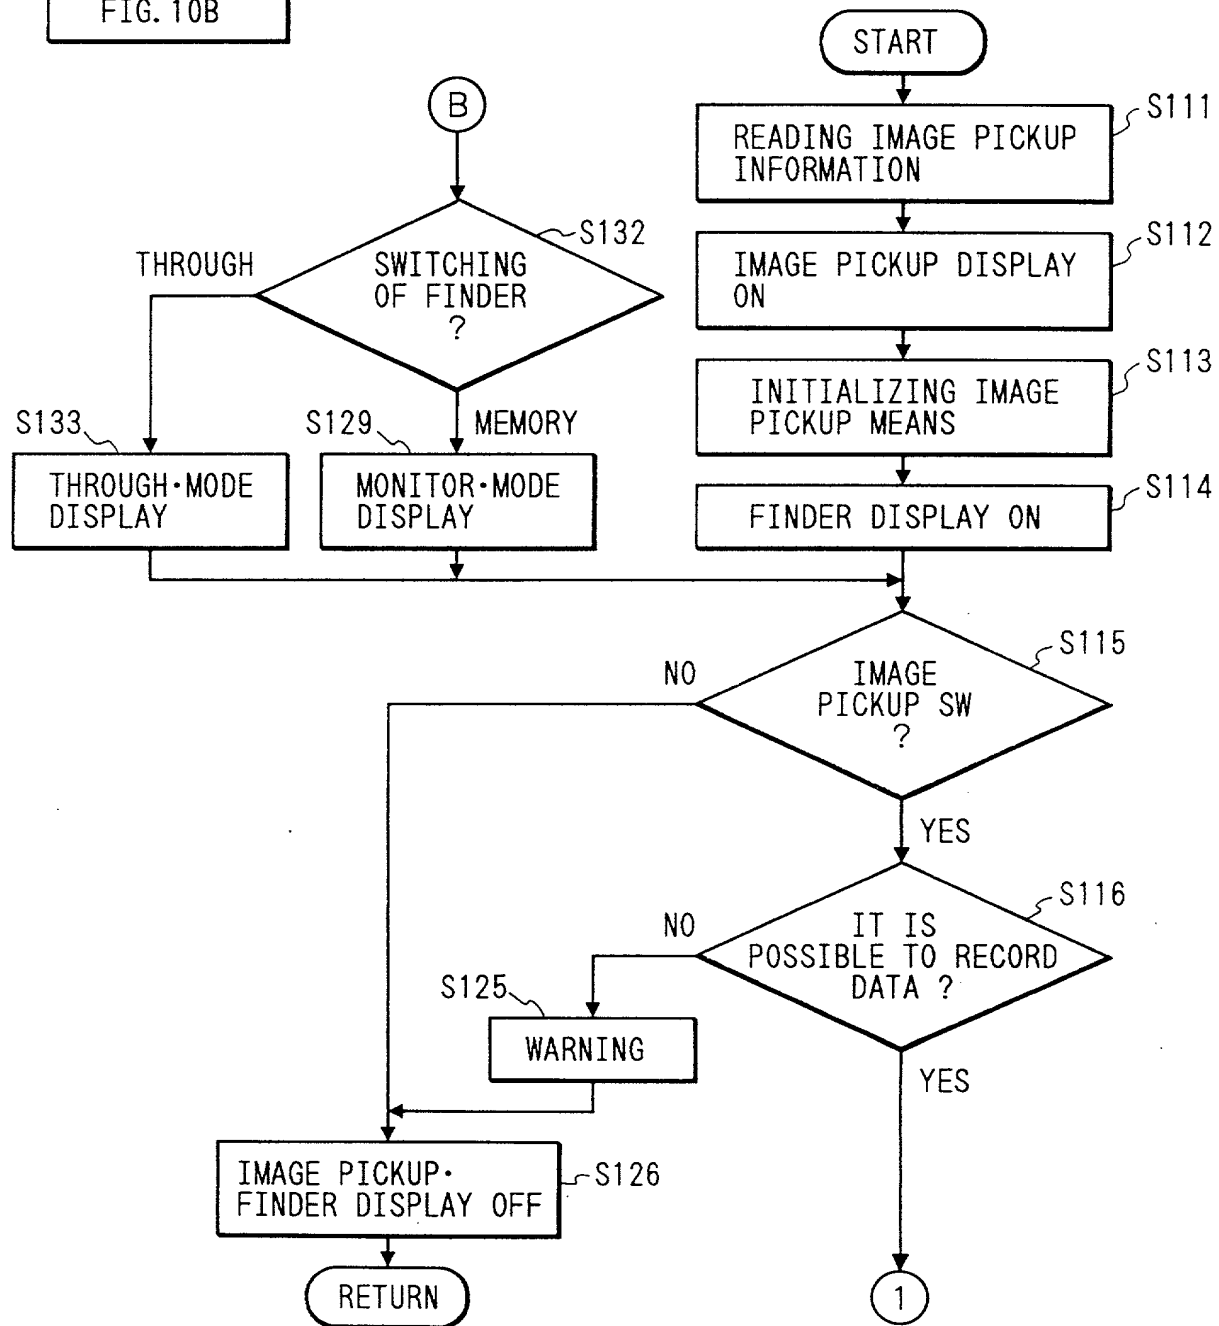 FIG. 10B
START
S111
READING IMAGE PICKUP
INFORMATION
S112
IMAGE PICKUP DISPLAY
ON
S113
INITIALIZING IMAGE
PICKUP MEANS
S114
FINDER DISPLAY ON
B
S132
SWITCHING
OF FINDER
?
THROUGH
MEMORY
S133
THROUGH·MODE
DISPLAY
S129
MONITOR·MODE
DISPLAY
S115
IMAGE
PICKUP SW
?
NO
YES
S116
IT IS
POSSIBLE TO RECORD
DATA ?
NO
YES
S125
WARNING
IMAGE PICKUP·
FINDER DISPLAY OFF
S126
RETURN
1